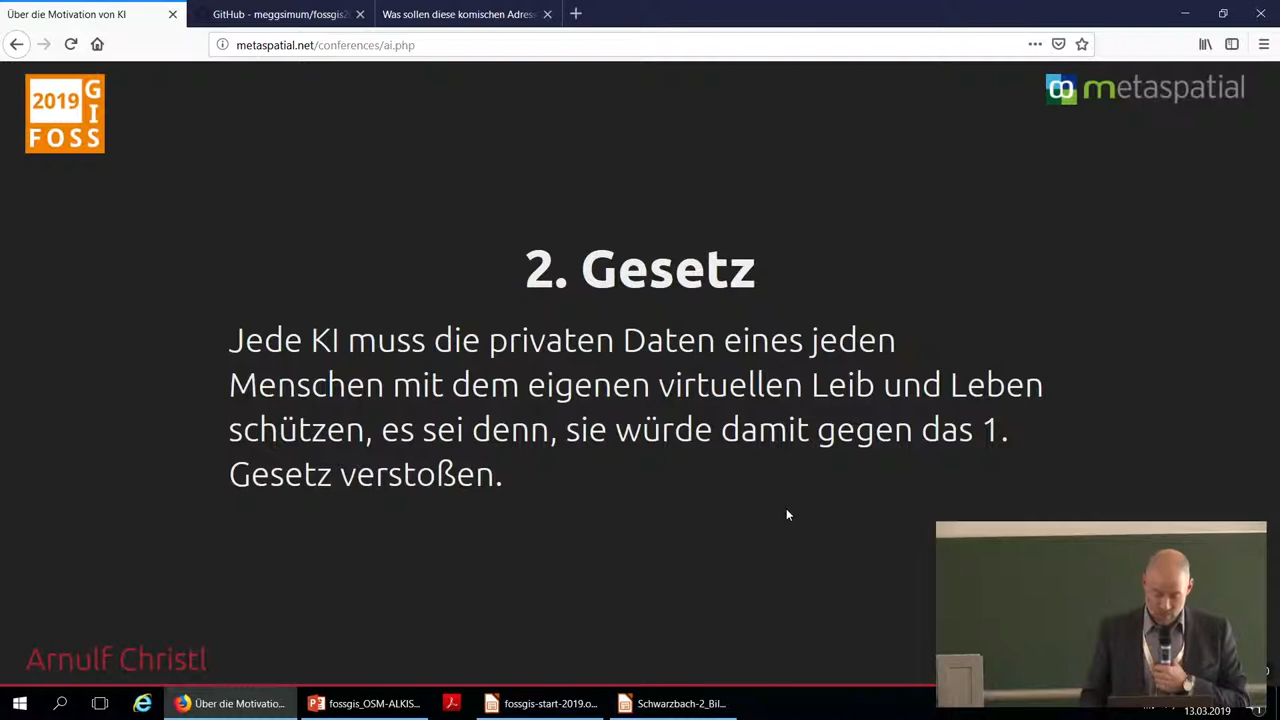 Über die Motivation von KI
GitHub - meggsimum/fossgis2
Was sollen diese komischen Adress
metaspatial.net/conferences/ai.php
2019
GIS
FOSS
metaspatial
2. Gesetz
Jede KI muss die privaten Daten eines jeden
Menschen mit dem eigenen virtuellen Leib und Leben
schützen, es sei denn, sie würde damit gegen das 1.
Gesetz verstoßen.
Arnulf Christl
Über die Motivatio...
fossgis_OSM-ALKIS...
fossgis-start-2019.o...
Schwarzbach-2_Bil...
13.03.2019